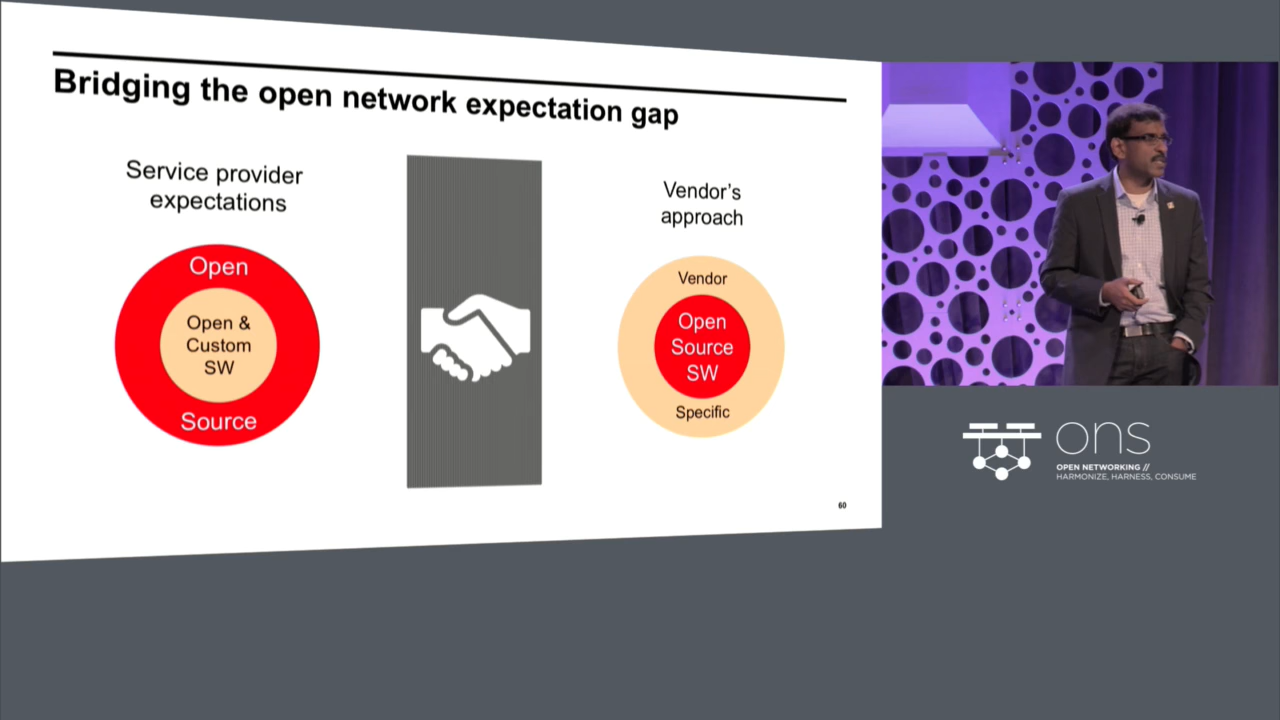 Bridging the open network expectation gap
Service provider
expectations
Open
Open &
Custom
SW
Source
Vendor's
approach
Vendor
Open
Source
SW
Specific
60
ons
OPEN NETWORKING //
HARMONIZE, HARNESS, CONSUME